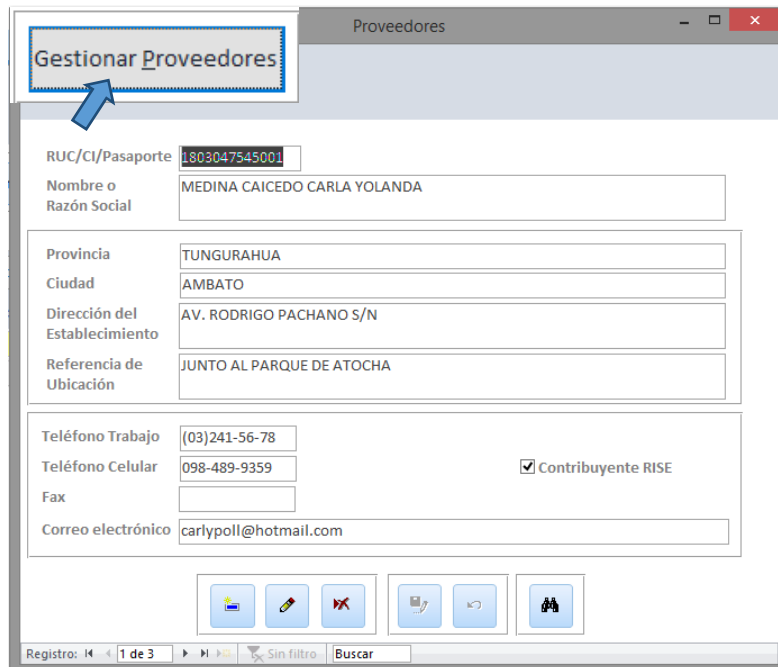 Proveedores
Gestionar Proveedores
RUC/CI/Pasaporte 1803047545001
Nombre o
Razón Social
MEDINA CAICEDO CARLA YOLANDA
Provincia TUNGURAHUA
Ciudad AMBATO
Dirección del
Establecimiento
AV. RODRIGO PACHANO S/N
Referencia de
Ubicación
JUNTO AL PARQUE DE ATOCHA
Teléfono Trabajo (03)241-56-78
Teléfono Celular 098-489-9359
Contribuyente RISE
Fax
Correo electrónico carlypoll@hotmail.com
Registro: 1 de 3 Sin filtro Buscar